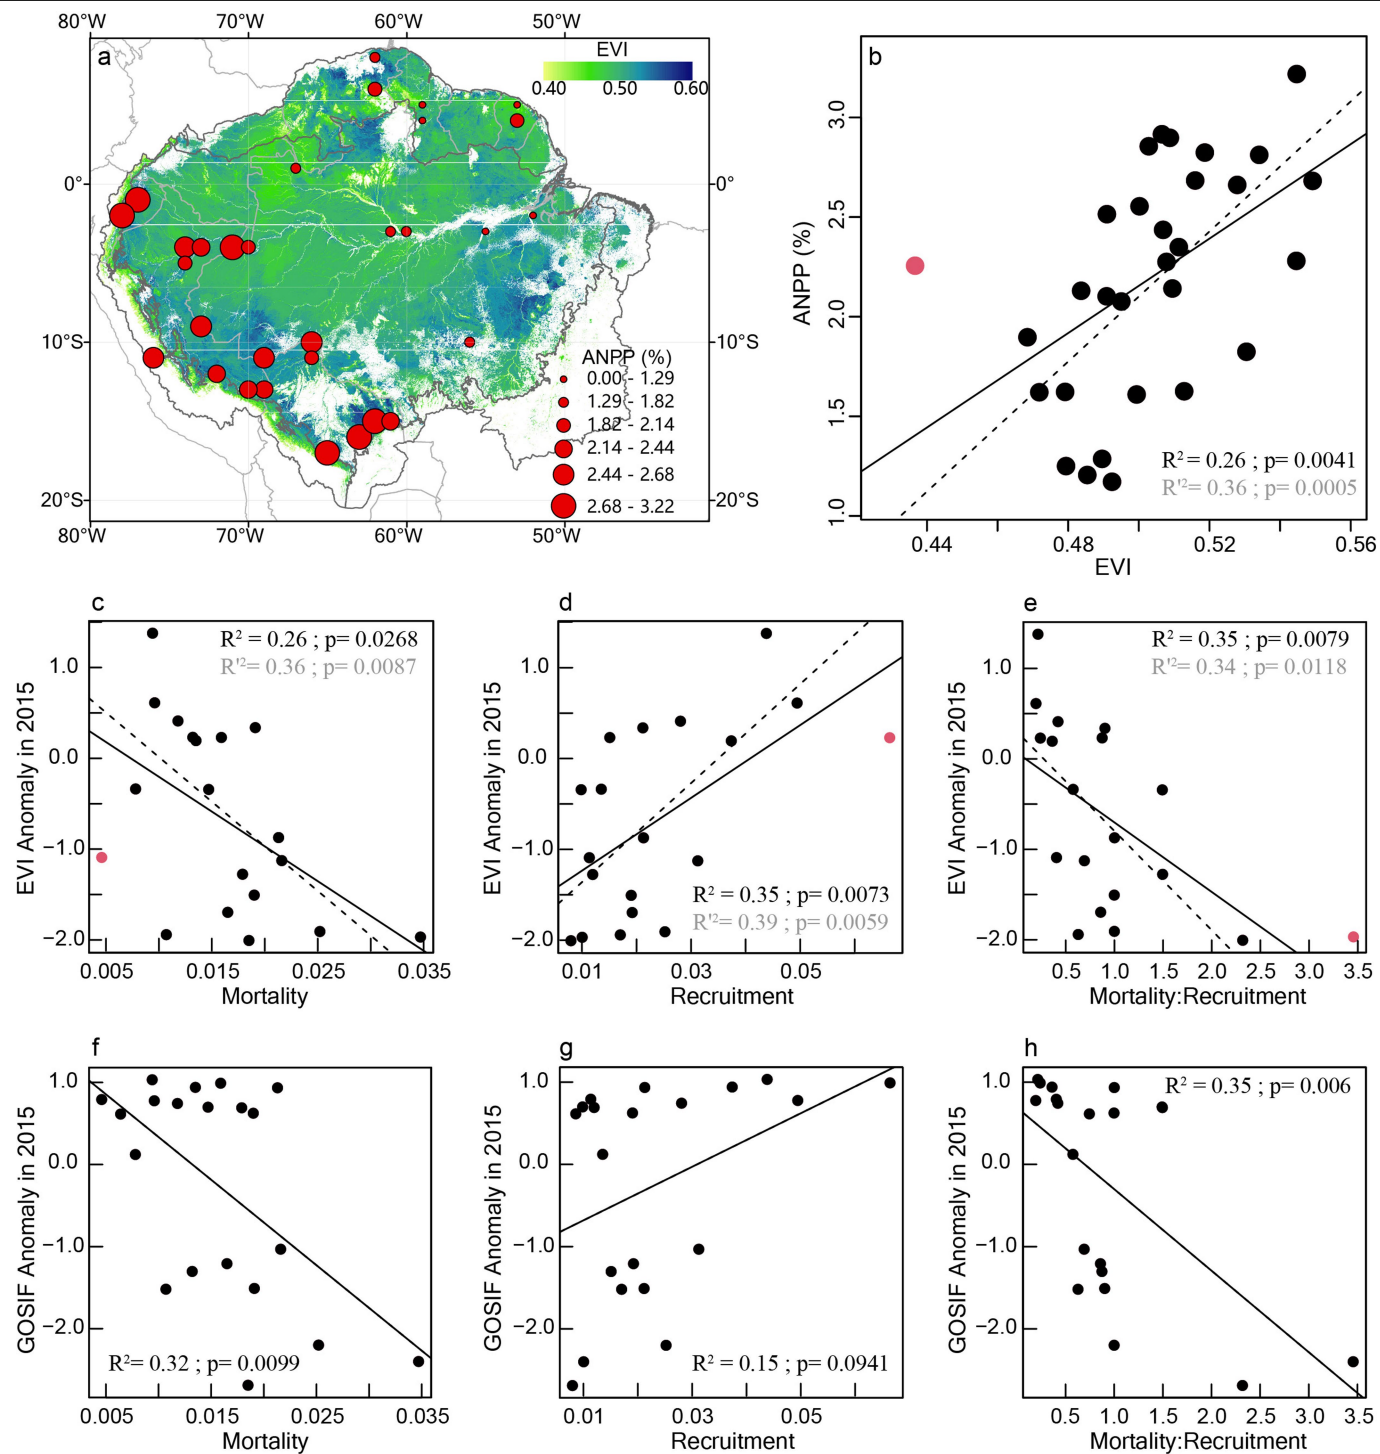 80°W 70°W 60°W 50°W
a
EVI
0.40 0.50 0.60
0° 0°
10°S 10°S
20°S 20°S
ANPP (%)
0.00 - 1.29
1.29 - 1.82
1.82 - 2.14
2.14 - 2.44
2.44 - 2.68
2.68 - 3.22
80°W 70°W 60°W 50°W
b
ANPP (%)
3.0
2.5
2.0
1.5
1.0
R² = 0.26 ; p= 0.0041
R'² = 0.36 ; p= 0.0005
0.44 0.48 0.52 0.56
EVI
c
EVI Anomaly in 2015
1.0
0.0
−1.0
−2.0
R² = 0.26 ; p= 0.0268
R'²= 0.36 ; p= 0.0087
0.005 0.015 0.025 0.035
Mortality
d
EVI Anomaly in 2015
1.0
0.0
−1.0
−2.0
R² = 0.35 ; p= 0.0073
R'²= 0.39 ; p= 0.0059
0.01 0.03 0.05
Recruitment
e
EVI Anomaly in 2015
1.0
0.0
−1.0
−2.0
R² = 0.35 ; p= 0.0079
R'²= 0.34 ; p= 0.0118
0.5 1.0 1.5 2.0 2.5 3.0 3.5
Mortality:Recruitment
f
GOSIF Anomaly in 2015
1.0
0.0
−1.0
−2.0
R²= 0.32 ; p= 0.0099
0.005 0.015 0.025 0.035
Mortality
g
GOSIF Anomaly in 2015
1.0
0.0
−1.0
−2.0
R² = 0.15 ; p= 0.0941
0.01 0.03 0.05
Recruitment
h
GOSIF Anomaly in 2015
1.0
0.0
−1.0
−2.0
R² = 0.35 ; p= 0.006
0.5 1.0 1.5 2.0 2.5 3.0 3.5
Mortality:Recruitment